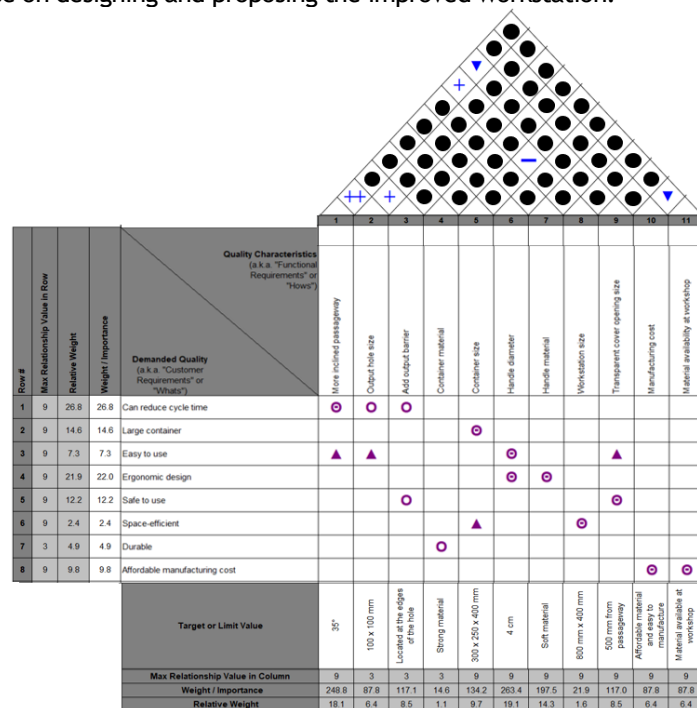 se on designing and proposing the improved workstation.
++
+
+
▼
−
▼
1 2 3 4 5 6 7 8 9 10 11
Row #
Max Relationship Value in Row
Relative Weight
Weight / Importance
Quality Characteristics
(a.k.a. "Functional
Requirements" or
"Hows")
Demanded Quality
(a.k.a. "Customer
Requirements" or
"Whats")
More inclined passageway
Output hole size
Add output barrier
Container material
Container size
Handle diameter
Handle material
Workstation size
Transparent cover opening size
Manufacturing cost
Material availability at workshop
1 9 26.8 26.8 Can reduce cycle time
2 9 14.6 14.6 Large container
3 9 7.3 7.3 Easy to use
4 9 21.9 22.0 Ergonomic design
5 9 12.2 12.2 Safe to use
6 9 2.4 2.4 Space-efficient
7 3 4.9 4.9 Durable
8 9 9.8 9.8 Affordable manufacturing cost
Target or Limit Value
35°
100 x 100 mm
Located at the edges
of the hole
Strong material
300 x 250 x 400 mm
4 cm
Soft material
800 mm x 400 mm
500 mm from
passageway
Affordable material
and easy to
manufacture
Material available at
workshop
Max Relationship Value in Column 9 3 3 3 9 9 9 9 9 9 9
Weight / Importance 248.8 87.8 117.1 14.6 134.2 263.4 197.5 21.9 117.0 87.8 87.8
Relative Weight 18.1 6.4 8.5 1.1 9.7 19.1 14.3 1.6 8.5 6.4 6.4